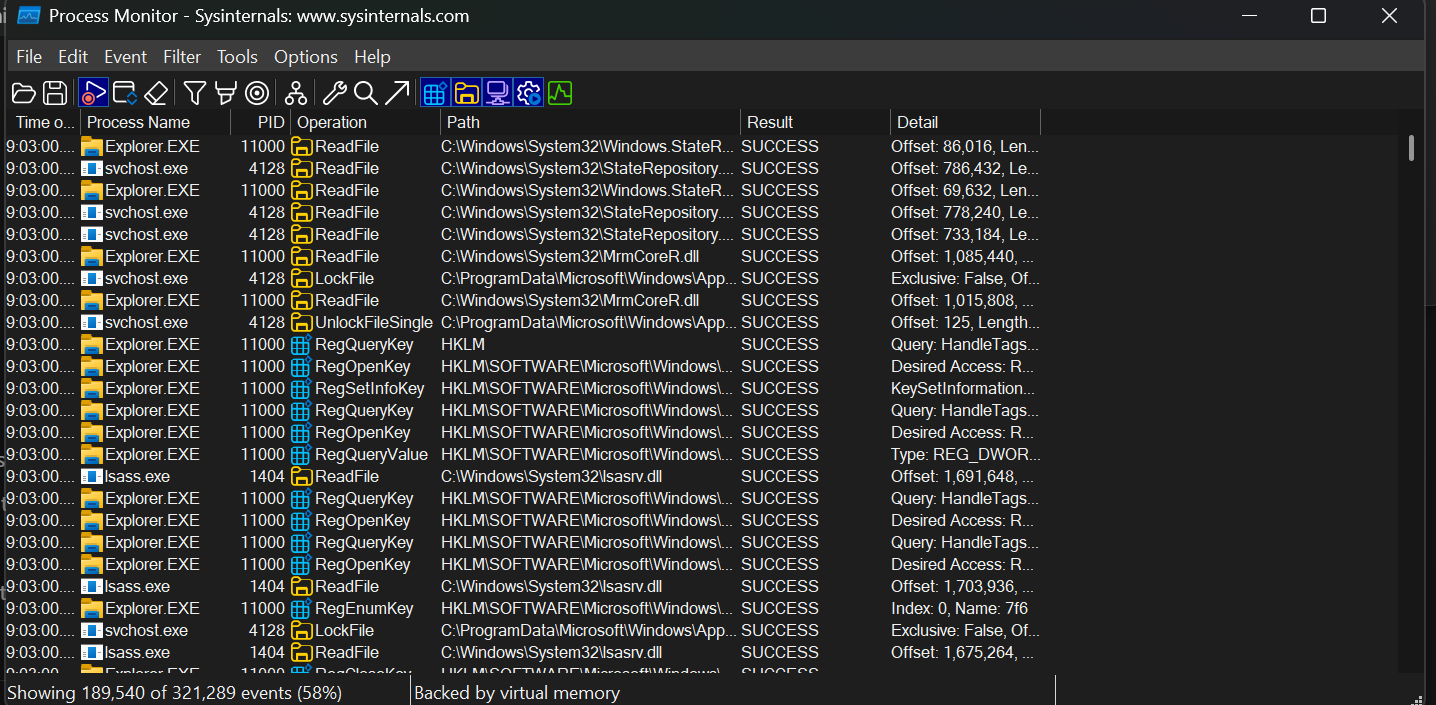 Process Monitor - Sysinternals: www.sysinternals.com
File Edit Event Filter Tools Options Help
Time o... Process Name PID Operation Path Result Detail
9:03:00.... Explorer.EXE 11000 ReadFile C:\Windows\System32\Windows.StateR... SUCCESS Offset: 86,016, Len...
9:03:00.... svchost.exe 4128 ReadFile C:\Windows\System32\StateRepository.... SUCCESS Offset: 786,432, Le...
9:03:00.... Explorer.EXE 11000 ReadFile C:\Windows\System32\Windows.StateR... SUCCESS Offset: 69,632, Len...
9:03:00.... svchost.exe 4128 ReadFile C:\Windows\System32\StateRepository.... SUCCESS Offset: 778,240, Le...
9:03:00.... svchost.exe 4128 ReadFile C:\Windows\System32\StateRepository.... SUCCESS Offset: 733,184, Le...
9:03:00.... Explorer.EXE 11000 ReadFile C:\Windows\System32\MrmCoreR.dll SUCCESS Offset: 1,085,440, ...
9:03:00.... svchost.exe 4128 LockFile C:\ProgramData\Microsoft\Windows\App... SUCCESS Exclusive: False, Of...
9:03:00.... Explorer.EXE 11000 ReadFile C:\Windows\System32\MrmCoreR.dll SUCCESS Offset: 1,015,808, ...
9:03:00.... svchost.exe 4128 UnlockFileSingle C:\ProgramData\Microsoft\Windows\App... SUCCESS Offset: 125, Length...
9:03:00.... Explorer.EXE 11000 RegQueryKey HKLM SUCCESS Query: HandleTags...
9:03:00.... Explorer.EXE 11000 RegOpenKey HKLM\SOFTWARE\Microsoft\Windows\... SUCCESS Desired Access: R...
9:03:00.... Explorer.EXE 11000 RegSetInfoKey HKLM\SOFTWARE\Microsoft\Windows\... SUCCESS KeySetInformation...
9:03:00.... Explorer.EXE 11000 RegQueryKey HKLM\SOFTWARE\Microsoft\Windows\... SUCCESS Query: HandleTags...
9:03:00.... Explorer.EXE 11000 RegOpenKey HKLM\SOFTWARE\Microsoft\Windows\... SUCCESS Desired Access: R...
9:03:00.... Explorer.EXE 11000 RegQueryValue HKLM\SOFTWARE\Microsoft\Windows\... SUCCESS Type: REG_DWOR...
9:03:00.... lsass.exe 1404 ReadFile C:\Windows\System32\lsasrv.dll SUCCESS Offset: 1,691,648, ...
9:03:00.... Explorer.EXE 11000 RegQueryKey HKLM\SOFTWARE\Microsoft\Windows\... SUCCESS Query: HandleTags...
9:03:00.... Explorer.EXE 11000 RegOpenKey HKLM\SOFTWARE\Microsoft\Windows\... SUCCESS Desired Access: R...
9:03:00.... Explorer.EXE 11000 RegQueryKey HKLM\SOFTWARE\Microsoft\Windows\... SUCCESS Query: HandleTags...
9:03:00.... Explorer.EXE 11000 RegOpenKey HKLM\SOFTWARE\Microsoft\Windows\... SUCCESS Desired Access: R...
9:03:00.... lsass.exe 1404 ReadFile C:\Windows\System32\lsasrv.dll SUCCESS Offset: 1,703,936, ...
9:03:00.... Explorer.EXE 11000 RegEnumKey HKLM\SOFTWARE\Microsoft\Windows\... SUCCESS Index: 0, Name: 7f6
9:03:00.... svchost.exe 4128 LockFile C:\ProgramData\Microsoft\Windows\App... SUCCESS Exclusive: False, Of...
9:03:00.... lsass.exe 1404 ReadFile C:\Windows\System32\lsasrv.dll SUCCESS Offset: 1,675,264, ...
9:03:00.... Explorer.EXE 11000 RegCloseKey HKLM\SOFTWARE\Microsoft\Windows\... SUCCESS
Showing 189,540 of 321,289 events (58%) Backed by virtual memory